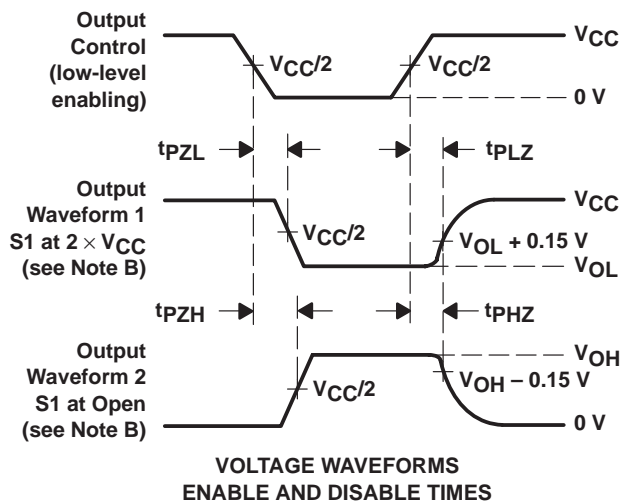 Output
Control
(low-level
enabling)
VCC/2
VCC/2
VCC
0 V
tPZL
tPLZ
Output
Waveform 1
S1 at 2 × VCC
(see Note B)
VCC/2
VCC
VOL + 0.15 V
VOL
tPZH
tPHZ
Output
Waveform 2
S1 at Open
(see Note B)
VCC/2
VOH
VOH – 0.15 V
0 V
VOLTAGE WAVEFORMS
ENABLE AND DISABLE TIMES